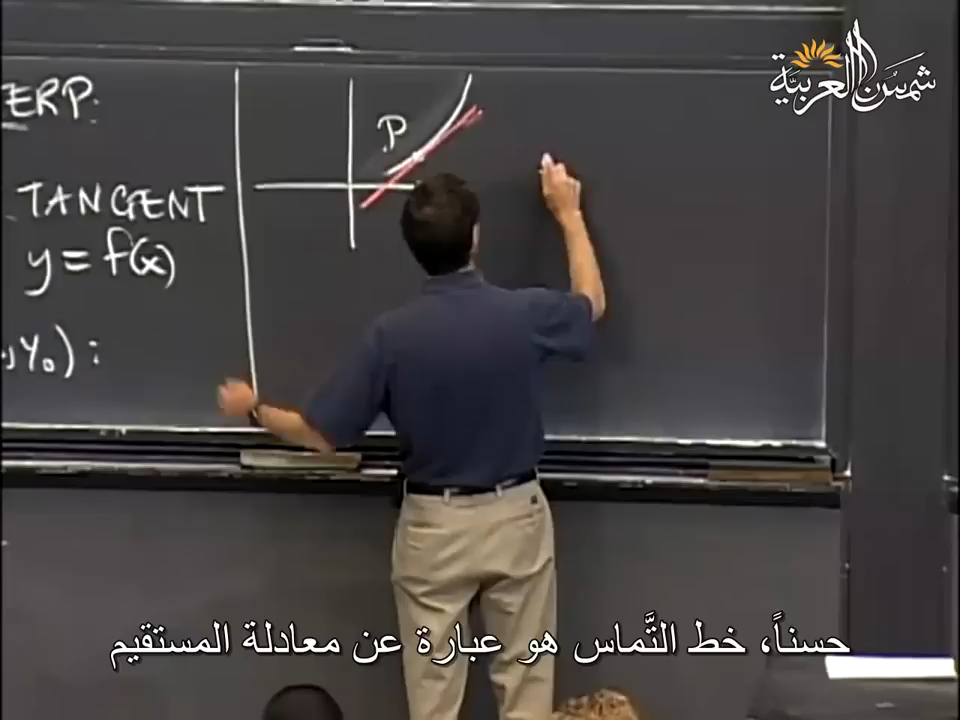 شمس العربية
ERP:
TANGENT
y = f(x)
y₀):
P
حسناً، خط التَّماس هو عبارة عن معادلة المستقيم